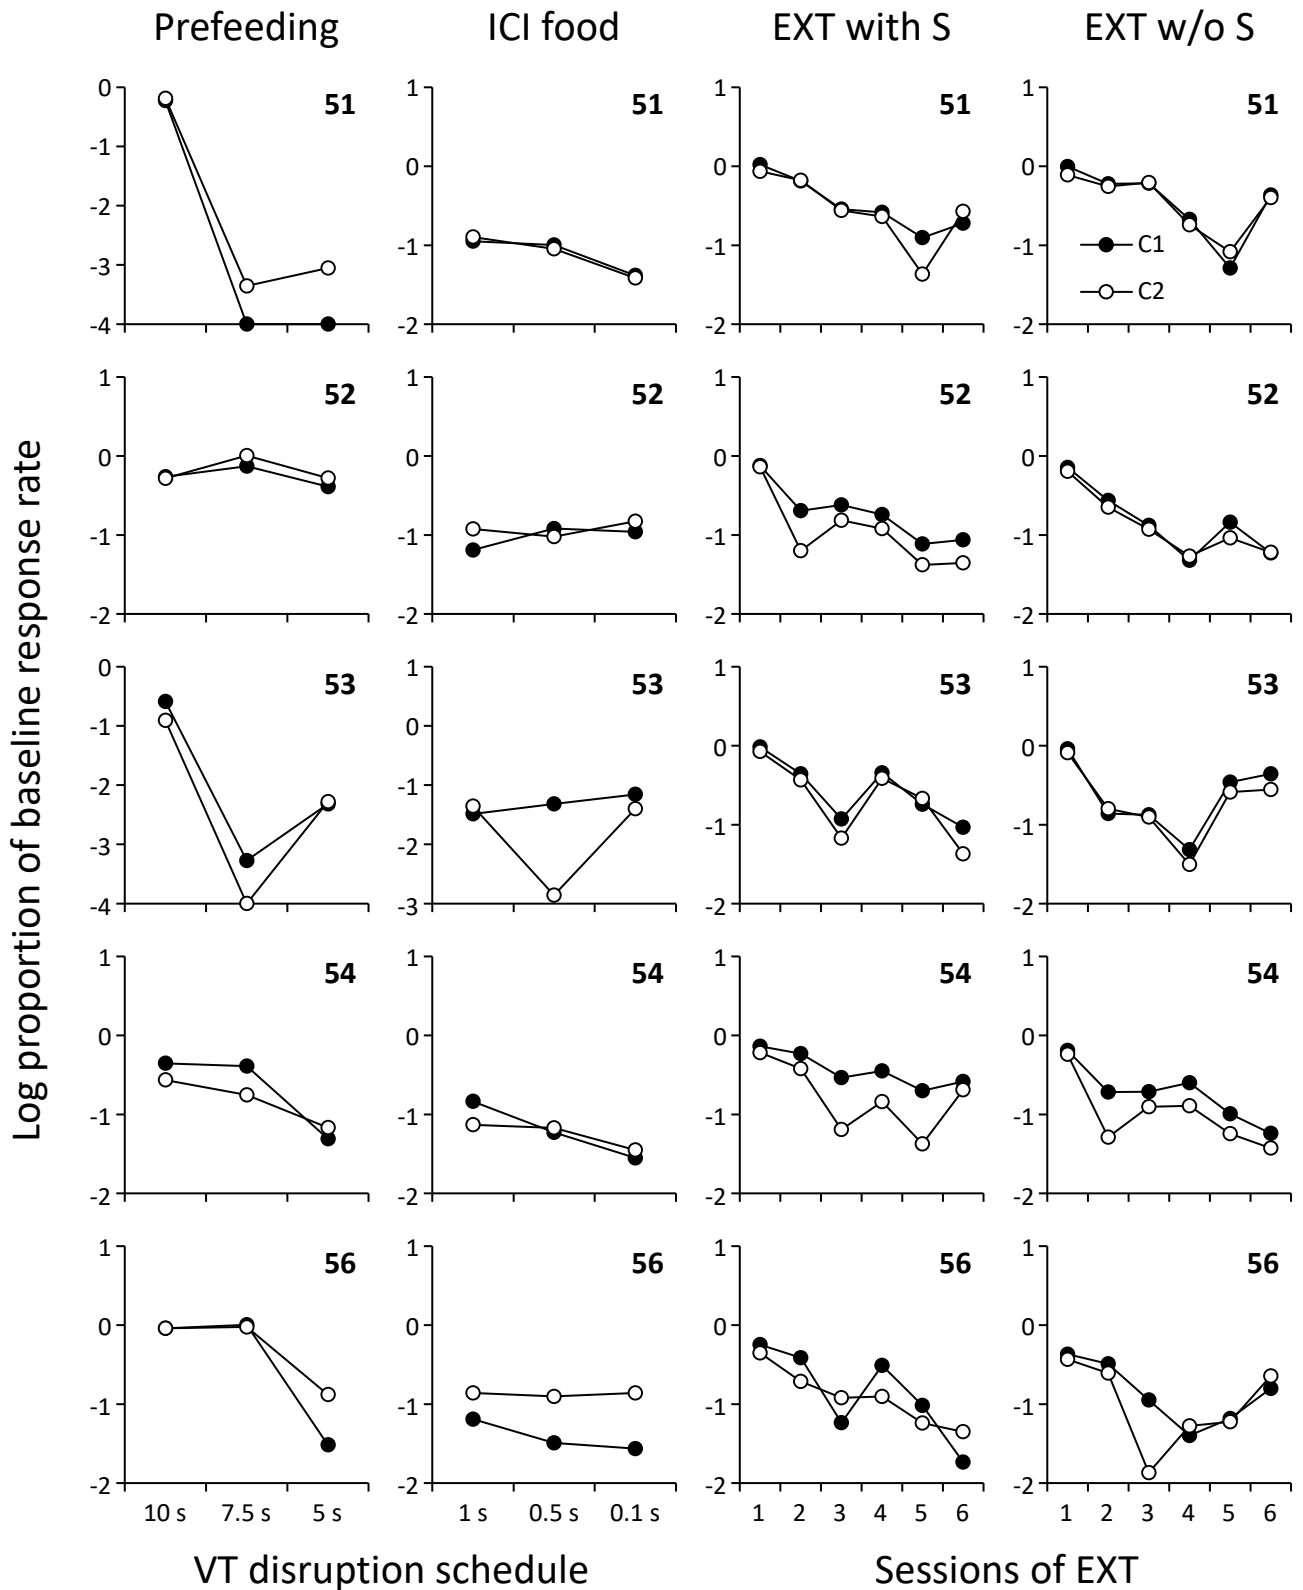 Prefeeding ICI food EXT with S EXT w/o S
0 1 1 1
51 51 51 51
-1 0 0 0
-2
C1
-1 -1 -1
-3
C2
-4 -2 -2 -2
1 1 1 1
52 52 52 52
0 0 0 0
-1 -1 -1 -1
-2 -2 -2 -2
Log proportion of baseline response rate
0 1 1 1
53 53 53 53
-1 0 0 0
-2 -1 -1 -1
-3 -2
-4 -3 -2 -2
1 1 1 1
54 54 54 54
0 0 0 0
-1 -1 -1 -1
-2 -2 -2 -2
1 1 1 1
56 56 56 56
0 0 0 0
-1 -1 -1 -1
-2 -2 -2 -2
10 s 7.5 s 5 s 1 s 0.5 s 0.1 s 1 2 3 4 5 6 1 2 3 4 5 6
VT disruption schedule Sessions of EXT